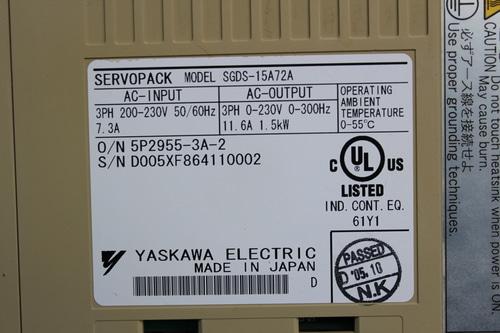 SERVOPACK MODEL SGDS-15A72A
AC-INPUT AC-OUTPUT OPERATING AMBIENT TEMPERATURE 0-55℃
3PH 200-230V 50/60Hz 7.3A
3PH 0-230V 0-300Hz 11.6A 1.5kW
O/N 5P2955-3A-2
S/N D005XF864110002
C UL US
LISTED
IND. CONT. EQ.
61Y1
YASKAWA ELECTRIC
MADE IN JAPAN
D
PASSED
D '05.10
N.K
CAUTION May cause burn.
Do not touch heatsink when power is ON.
必ずアース線を接続せよ
Use proper grounding techniques.